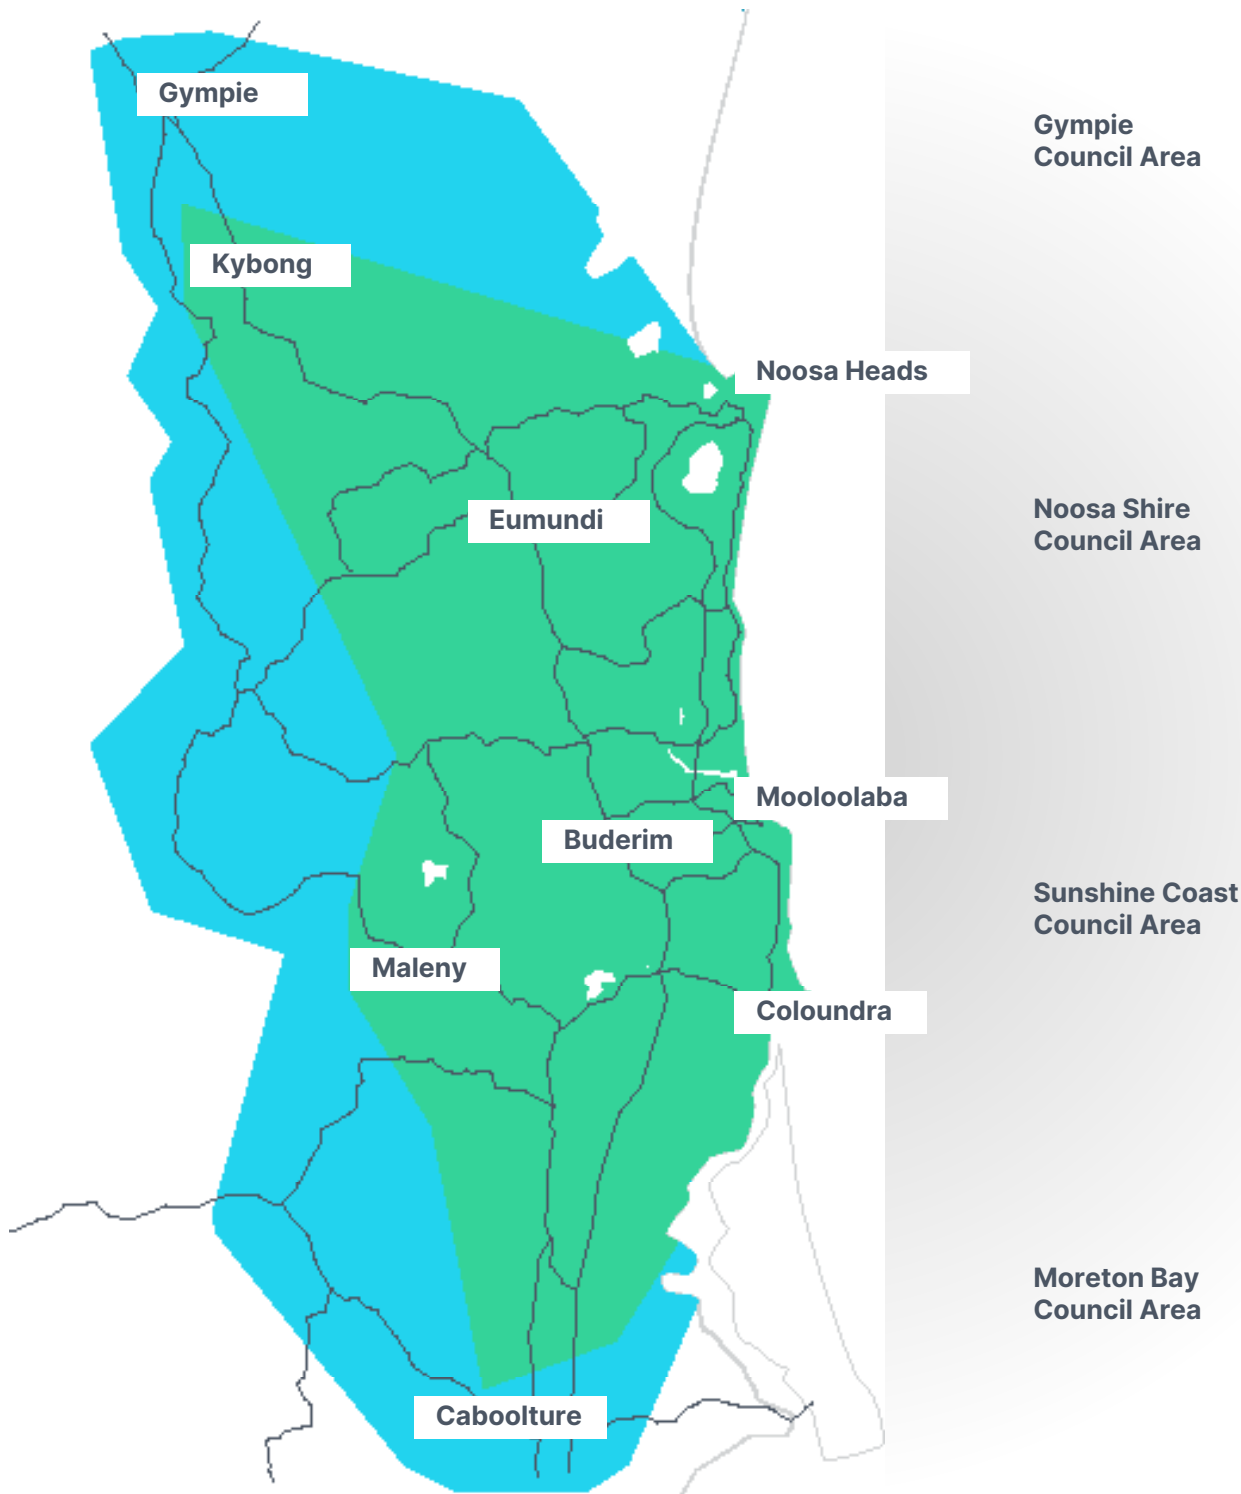 Gympie
Gympie
Council Area
Kybong
Noosa Heads
Noosa Shire
Council Area
Eumundi
Mooloolaba
Buderim
Sunshine Coast
Council Area
Maleny
Coloundra
Moreton Bay
Council Area
Caboolture